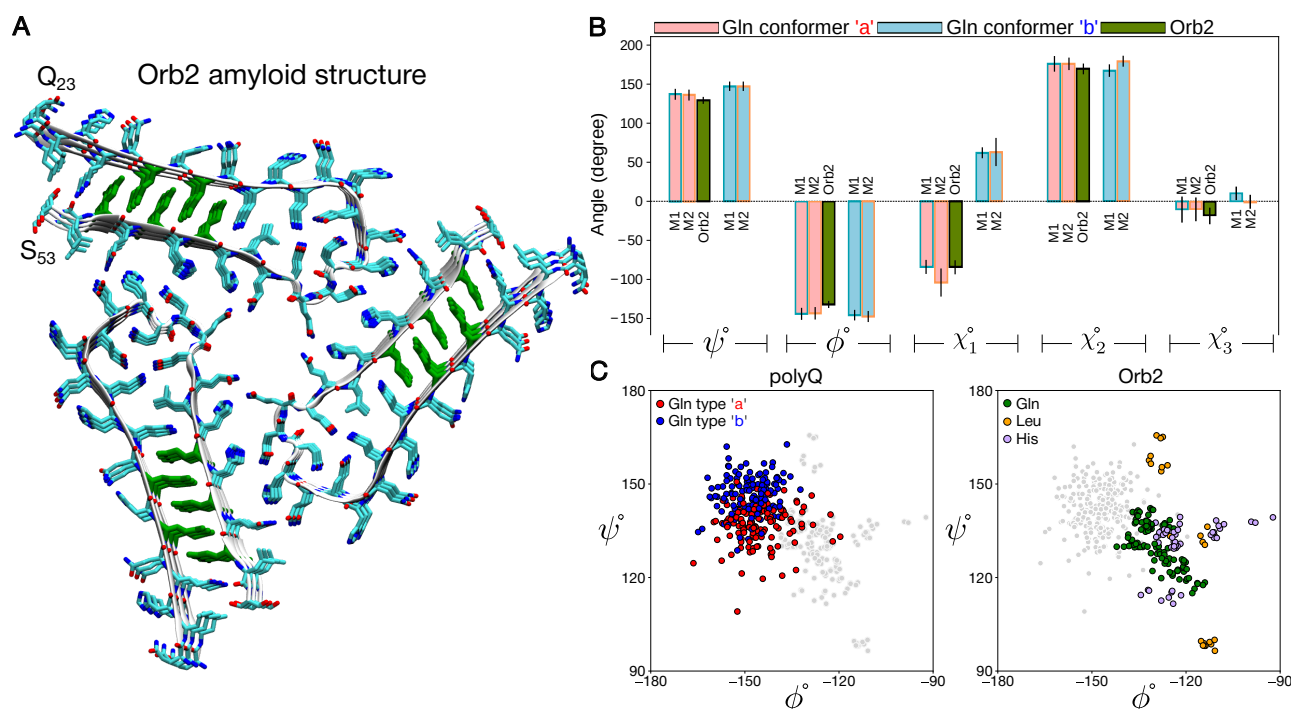 A
Orb2 amyloid structure
Q23
S53
B
Gln conformer 'a' Gln conformer 'b' Orb2
Angle (degree)
200
150
100
50
0
−50
−100
−150
M1 M2 Orb2 M1 M2
M1 M2 Orb2 M1 M2
M1 M2 Orb2 M1 M2
M1 M2 Orb2 M1 M2
M1 M2 Orb2 M1 M2
ψ° ϕ° χ°1 χ°2 χ°3
C
polyQ
Gln type 'a'
Gln type 'b'
180
150
ψ°
120
90
−180 −150 −120 −90
ϕ°
Orb2
Gln
Leu
His
180
150
ψ°
120
90
−180 −150 −120 −90
ϕ°